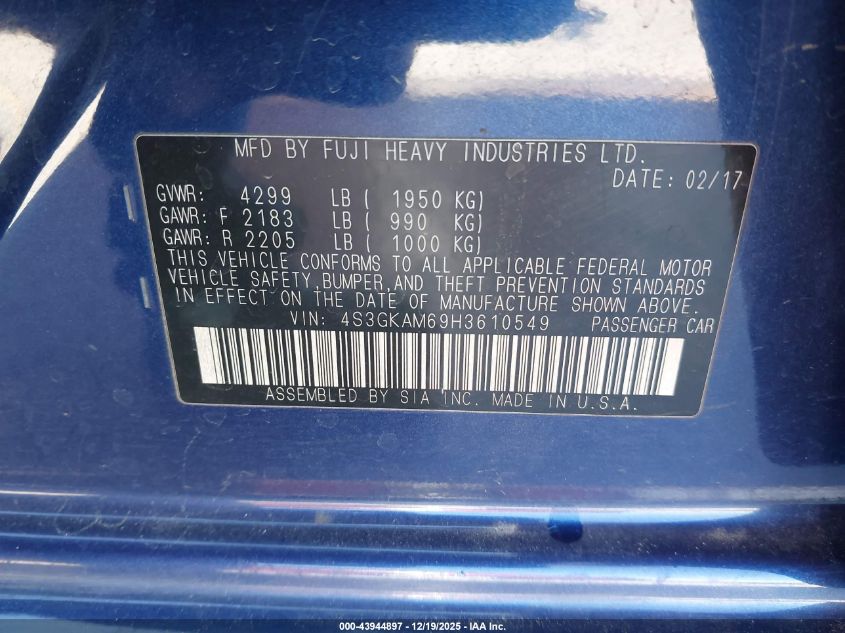 MFD BY FUJI HEAVY INDUSTRIES LTD.
DATE: 02/17
GVWR: 4299 LB ( 1950 KG)
GAWR: F 2183 LB ( 990 KG)
GAWR: R 2205 LB ( 1000 KG)
THIS VEHICLE CONFORMS TO ALL APPLICABLE FEDERAL MOTOR
VEHICLE SAFETY,BUMPER,AND THEFT PREVENTION STANDARDS
IN EFFECT ON THE DATE OF MANUFACTURE SHOWN ABOVE.
VIN: 4S3GKAM69H3610549 PASSENGER CAR
ASSEMBLED BY SIA INC. MADE IN U.S.A.
000-43944897 - 12/19/2025 - IAA Inc.